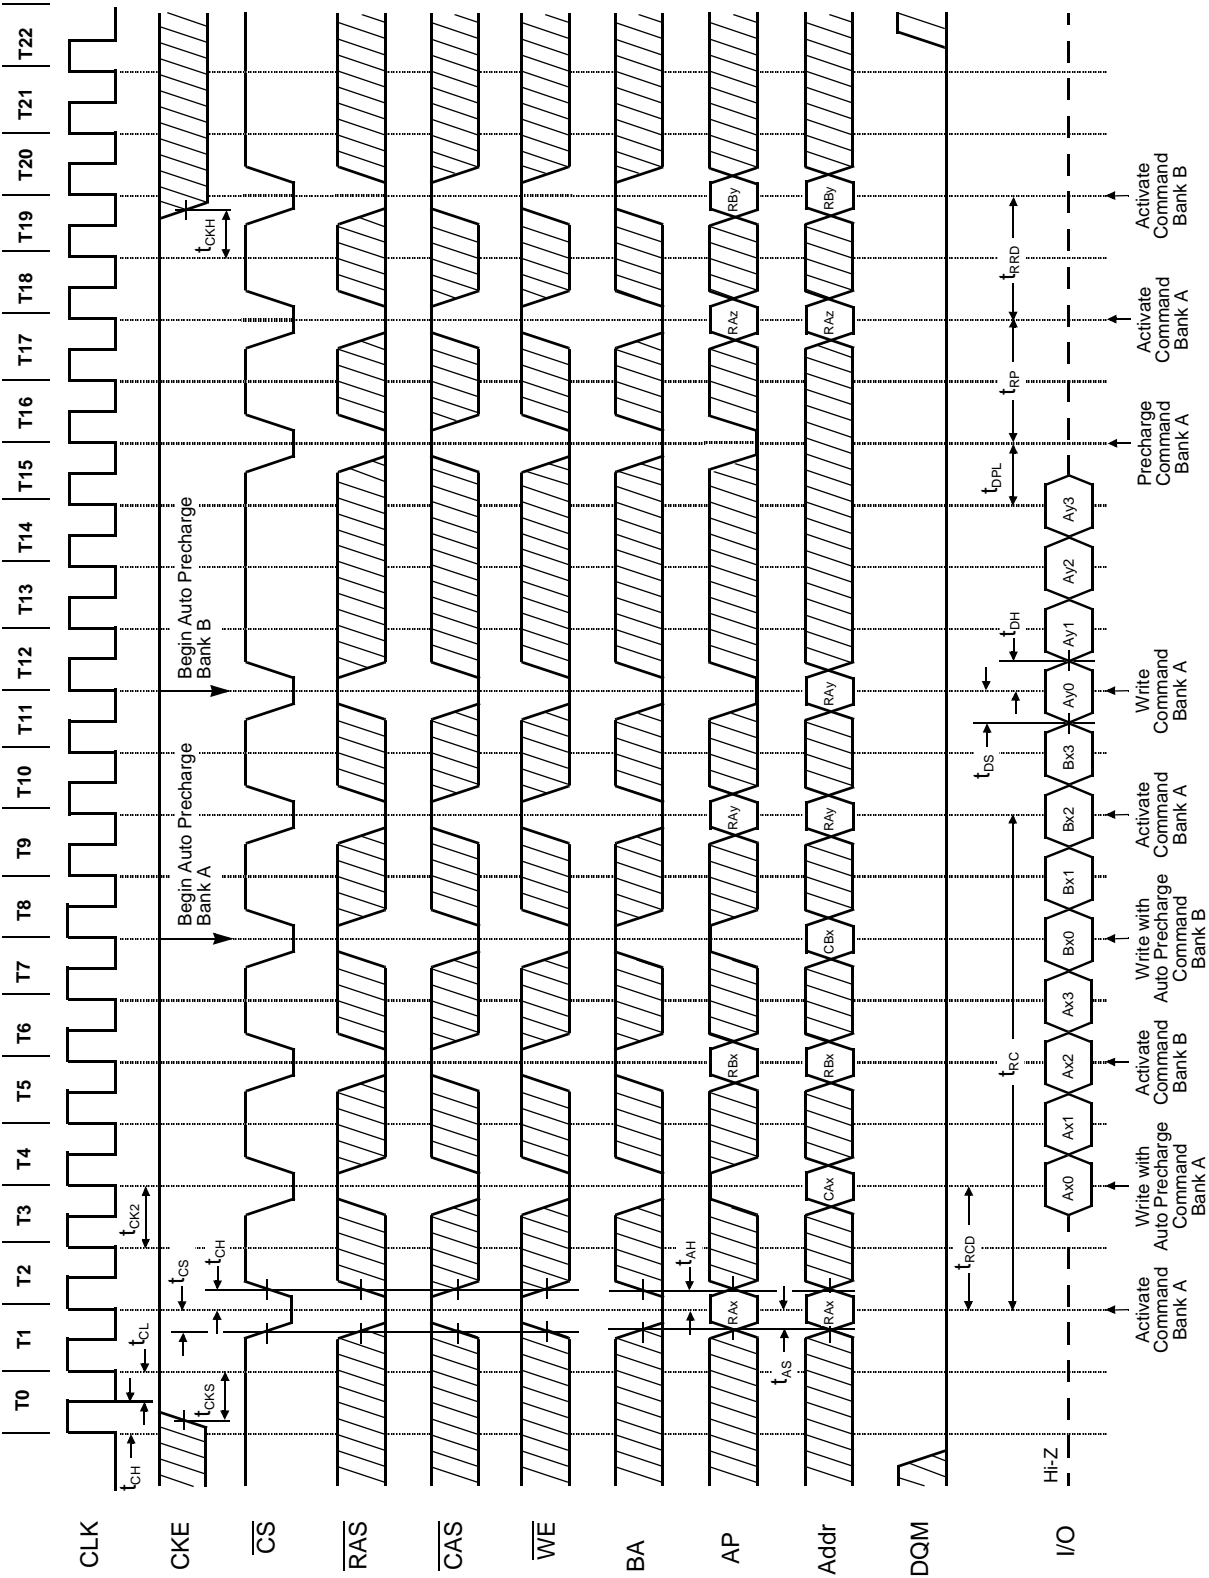 T0 T1 T2 T3 T4 T5 T6 T7 T8 T9 T10 T11 T12 T13 T14 T15 T16 T17 T18 T19 T20 T21 T22
CLK
tCH
tCL
tCK2
CKE
tCKS
tCS
tCH
Begin Auto Precharge
Bank A
Begin Auto Precharge
Bank B
tCKH
CS
RAS
CAS
WE
BA
tAH
AP
RAx RBx RAy RAz RBy
tAS
Addr
RAx CAx RBx CBx RAy RAy RAz RBy
DQM
tRCD
tRC
tDS
tDH
tDPL
tRP
tRRD
I/O
Hi-Z
Ax0 Ax1 Ax2 Ax3 Bx0 Bx1 Bx2 Bx3 Ay0 Ay1 Ay2 Ay3
Activate
Command
Bank A
Write with
Auto Precharge
Command
Bank A
Activate
Command
Bank B
Write with
Auto Precharge
Command
Bank B
Activate
Command
Bank A
Write
Command
Bank A
Precharge
Command
Bank A
Activate
Command
Bank A
Activate
Command
Bank B